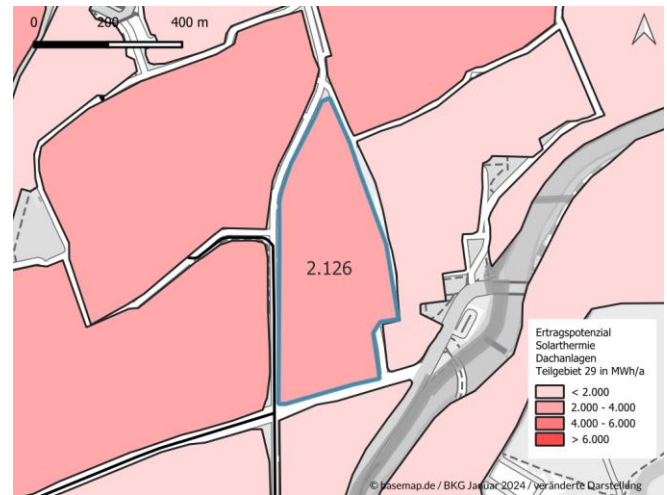 0 200 400 m
2.126
Ertragspotenzial
Solarthermie
Dachanlagen
Teilgebiet 29 in MWh/a
< 2.000
2.000 - 4.000
4.000 - 6.000
> 6.000
© basemap.de / BKG Januar 2024 / veränderte Darstellung